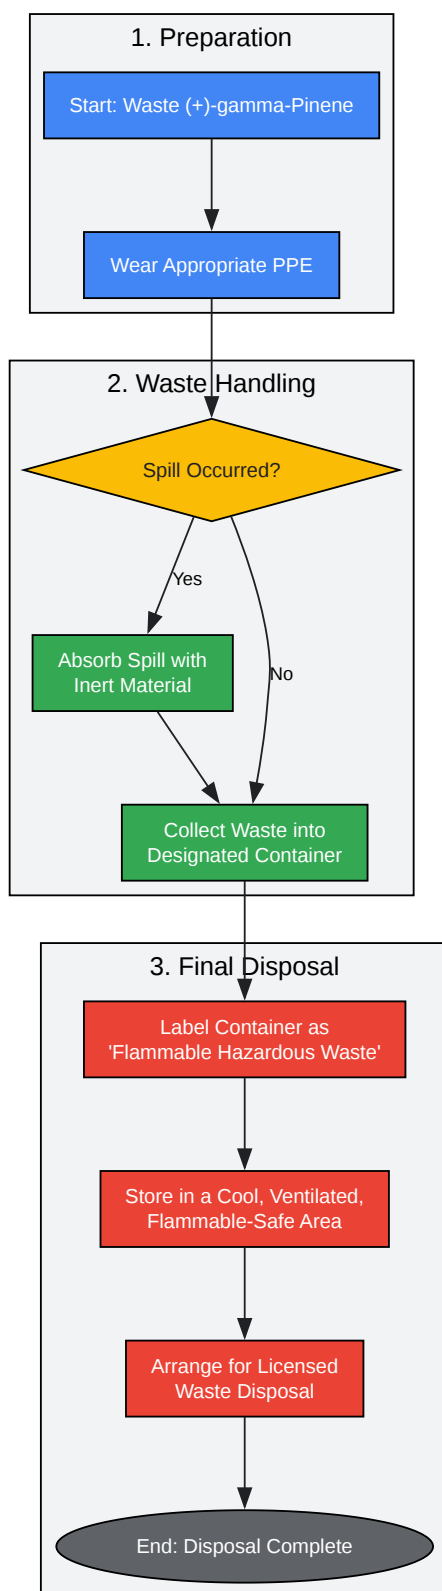 1. Preparation
Start: Waste (+)-gamma-Pinene
Wear Appropriate PPE
2. Waste Handling
Spill Occurred?
Yes
Absorb Spill with
Inert Material
No
Collect Waste into
Designated Container
3. Final Disposal
Label Container as
'Flammable Hazardous Waste'
Store in a Cool, Ventilated,
Flammable-Safe Area
Arrange for Licensed
Waste Disposal
End: Disposal Complete